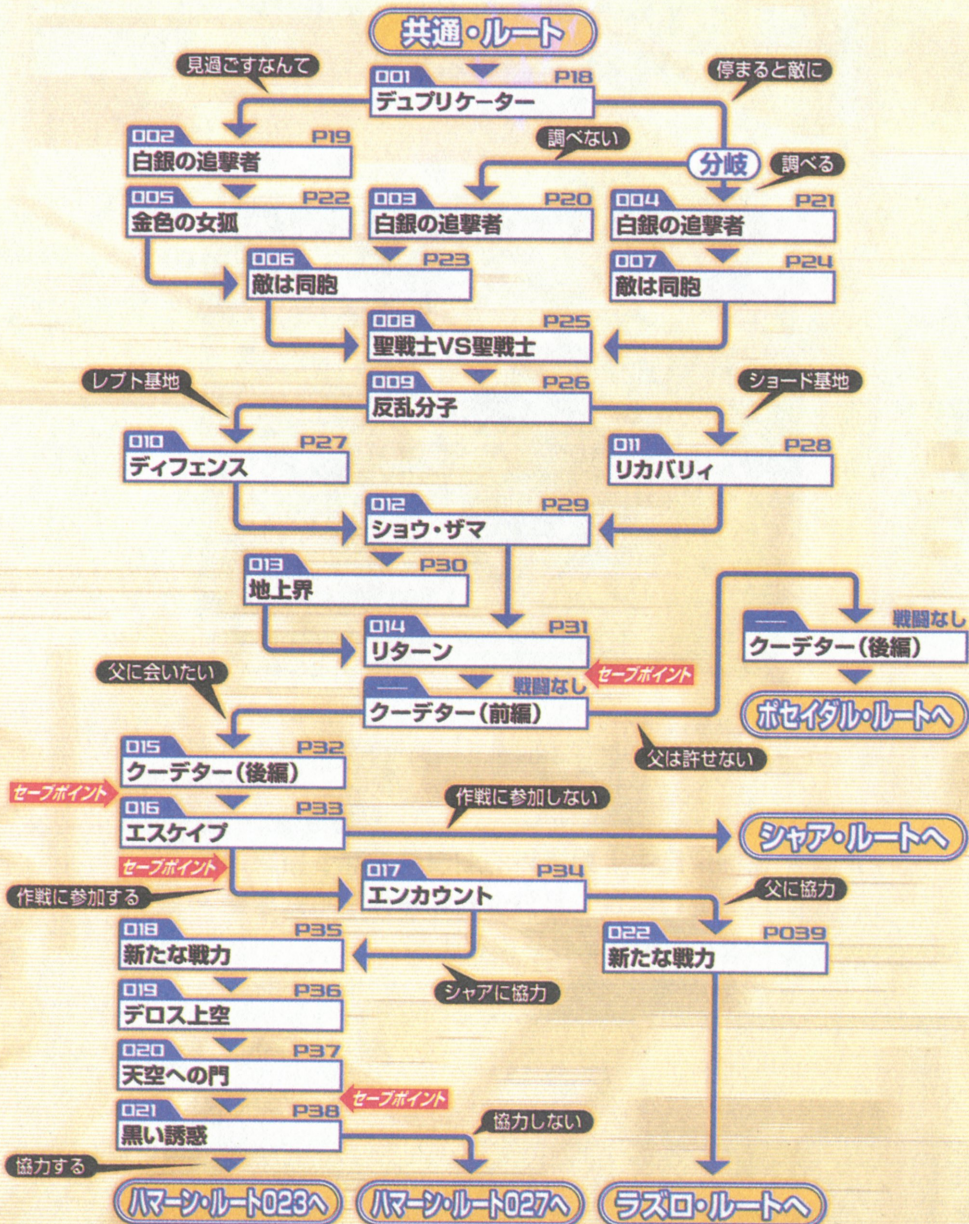 共通・ルート
見過ごすなんて
停まると敵に
001 P18
デュプリケーター
調べない
分岐
調べる
002 P19
白銀の追撃者
003 P20
白銀の追撃者
004 P21
白銀の追撃者
005 P22
金色の女狐
006 P23
敵は同胞
007 P24
敵は同胞
008 P25
聖戦士VS聖戦士
レプト基地
ショード基地
009 P26
反乱分子
010 P27
ディフェンス
011 P28
リカバリィ
012 P29
ショウ・ザマ
013 P30
地上界
014 P31
リターン
セーブポイント
戦闘なし
クーデター(前編)
戦闘なし
クーデター(後編)
ポセイダル・ルートへ
父に会いたい
父は許せない
015 P32
クーデター(後編)
セーブポイント
016 P33
エスケイプ
作戦に参加しない
シャア・ルートへ
セーブポイント
作戦に参加する
017 P34
エンカウント
父に協力
018 P35
新たな戦力
シャアに協力
022 P039
新たな戦力
019 P36
デロス上空
020 P37
天空への門
セーブポイント
021 P38
黒い誘惑
協力しない
協力する
ハマーン・ルート023へ
ハマーン・ルート027へ
ラズロ・ルートへ